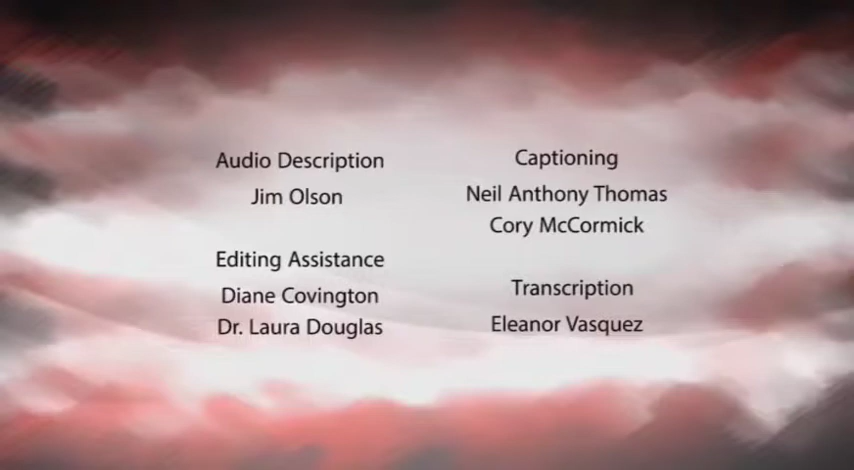 Audio Description
Jim Olson
Editing Assistance
Diane Covington
Dr. Laura Douglas
Captioning
Neil Anthony Thomas
Cory McCormick
Transcription
Eleanor Vasquez